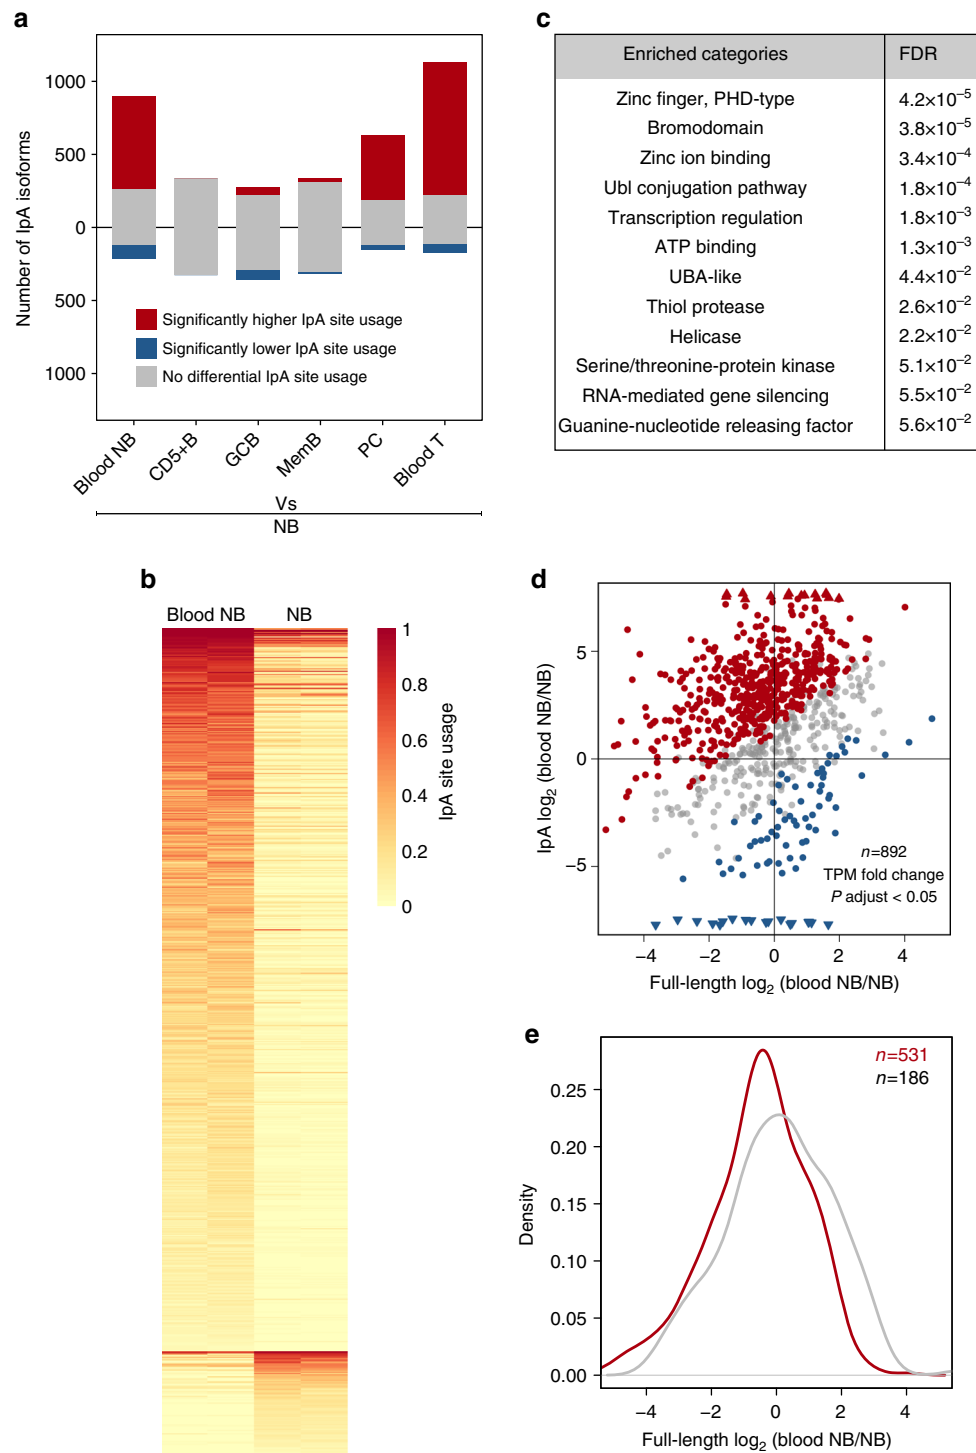 a
Number of IpA isoforms
1000
500
0
500
1000
Significantly higher IpA site usage
Significantly lower IpA site usage
No differential IpA site usage
Blood NB
CD5+B
GCB
MemB
PC
Blood T
Vs
NB
c
Enriched categories FDR
Zinc finger, PHD-type 4.2×10⁻⁵
Bromodomain 3.8×10⁻⁵
Zinc ion binding 3.4×10⁻⁴
Ubl conjugation pathway 1.8×10⁻⁴
Transcription regulation 1.8×10⁻³
ATP binding 1.3×10⁻³
UBA-like 4.4×10⁻²
Thiol protease 2.6×10⁻²
Helicase 2.2×10⁻²
Serine/threonine-protein kinase 5.1×10⁻²
RNA-mediated gene silencing 5.5×10⁻²
Guanine-nucleotide releasing factor 5.6×10⁻²
b
Blood NB NB
1
0.8
0.6
0.4
0.2
0
IpA site usage
d
IpA log₂ (blood NB/NB)
5
0
−5
n=892
TPM fold change
P adjust < 0.05
−4 −2 0 2 4
Full-length log₂ (blood NB/NB)
e
n=531
n=186
Density
0.25
0.20
0.15
0.10
0.05
0.00
−4 −2 0 2 4
Full-length log₂ (blood NB/NB)